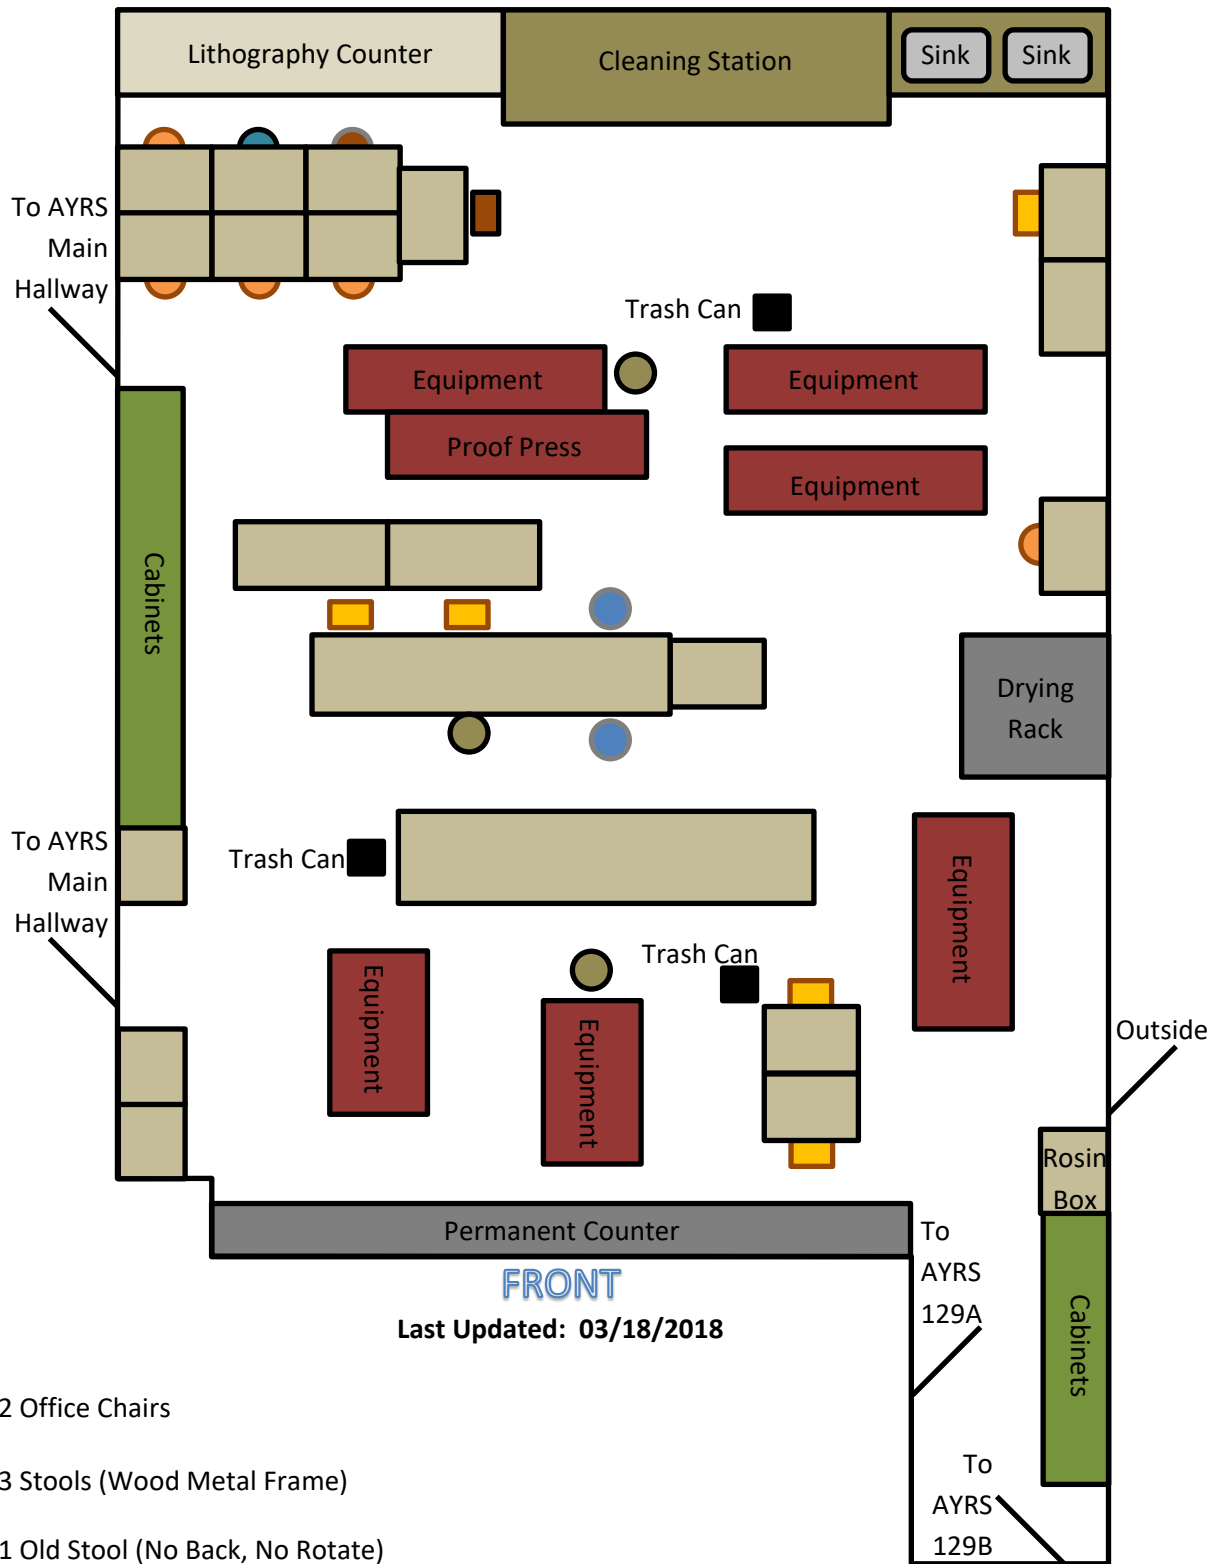 Lithography Counter
Cleaning Station
Sink
Sink
To AYRS
Main
Hallway
Trash Can
Equipment
Equipment
Proof Press
Equipment
Cabinets
Drying
Rack
To AYRS
Main
Hallway
Trash Can
Equipment
Trash Can
Equipment
Equipment
Outside
Rosin
Box
Permanent Counter
To
AYRS
129A
FRONT
Last Updated:  03/18/2018
Cabinets
2 Office Chairs
3 Stools (Wood Metal Frame)
To
AYRS
129B
1 Old Stool (No Back, No Rotate)